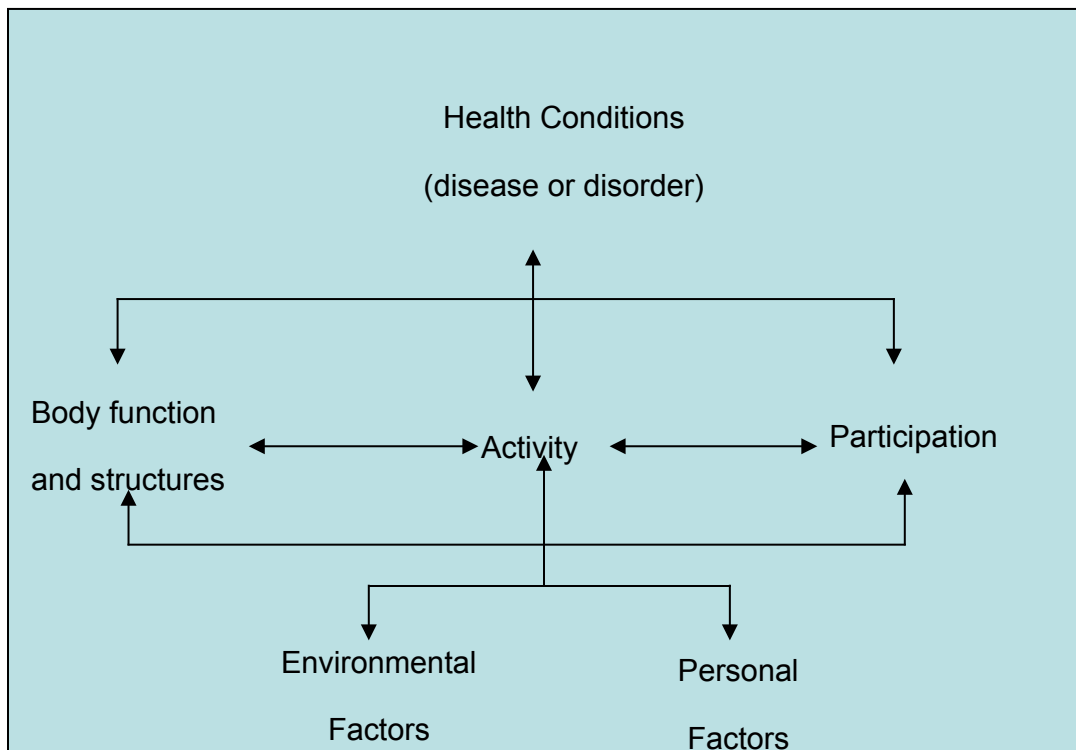 Health Conditions
(disease or disorder)
Body function
and structures
Activity
Participation
Environmental
Factors
Personal
Factors